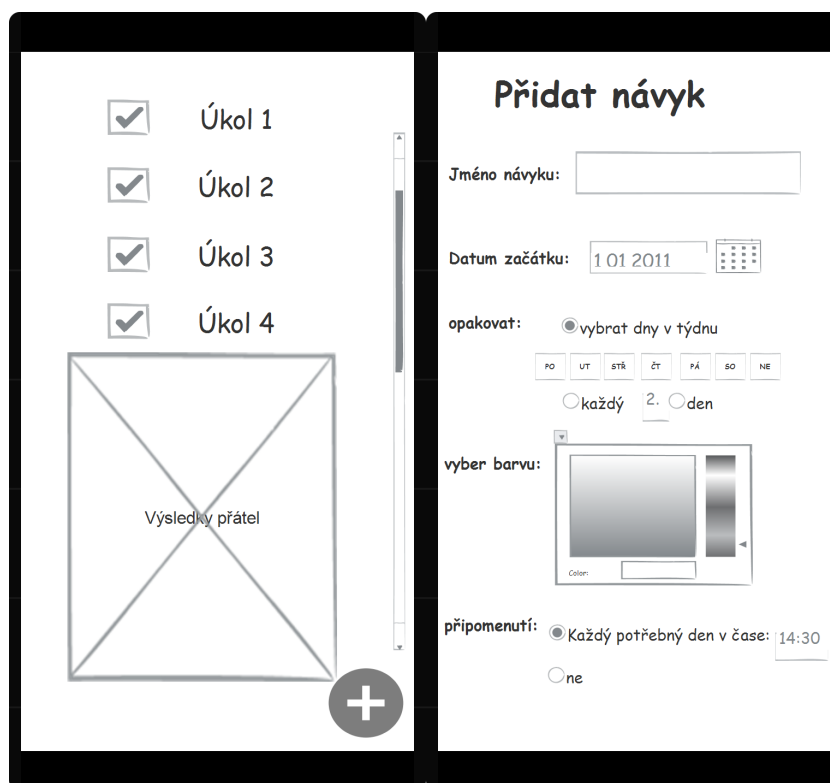 Úkol 1
Úkol 2
Úkol 3
Úkol 4
Výsledky přátel
Přidat návyk
Jméno návyku:
Datum začátku: 1 01 2011
opakovat: vybrat dny v týdnu
PO UT STŘ ČT PÁ SO NE
každý 2. den
vyber barvu:
Color:
připomenutí: Každý potřebný den v čase: 14:30
ne